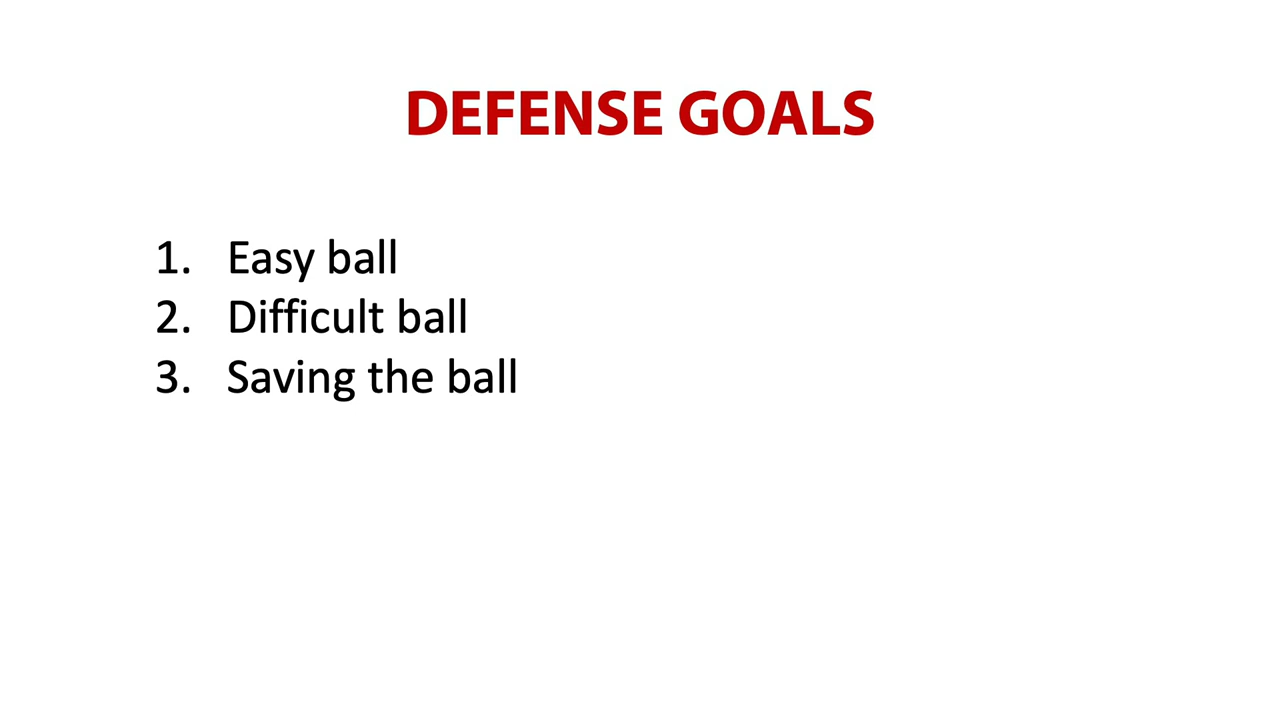 DEFENSE GOALS
1. Easy ball
2. Difficult ball
3. Saving the ball